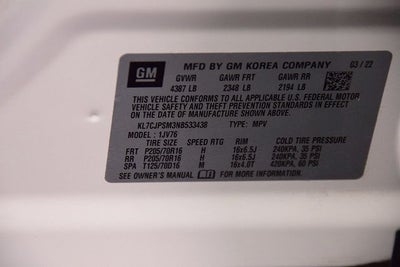 GM
MFD BY GM KOREA COMPANY 03/22
GVWR GAWR FRT GAWR RR
4387 LB 2348 LB 2194 LB
THIS VEHICLE CONFORMS TO ALL APPLICABLE U.S. FEDERAL MOTOR
VEHICLE SAFETY AND THEFT PREVENTION STANDARDS IN EFFECT
ON THE DATE OF MANUFACTURE SHOWN ABOVE.
KL7CJPSM3NB533438 TYPE: MPV
MODEL: 1JV76
TIRE SIZE SPEED RTG RIM COLD TIRE PRESSURE
FRT P205/70R16 H 16x6.5J 240KPA, 35 PSI
RR P205/70R16 H 16x6.5J 240KPA, 35 PSI
SPA T125/70D16 M 16x4.0T 420KPA, 60 PSI
SEE OWNER'S MANUAL